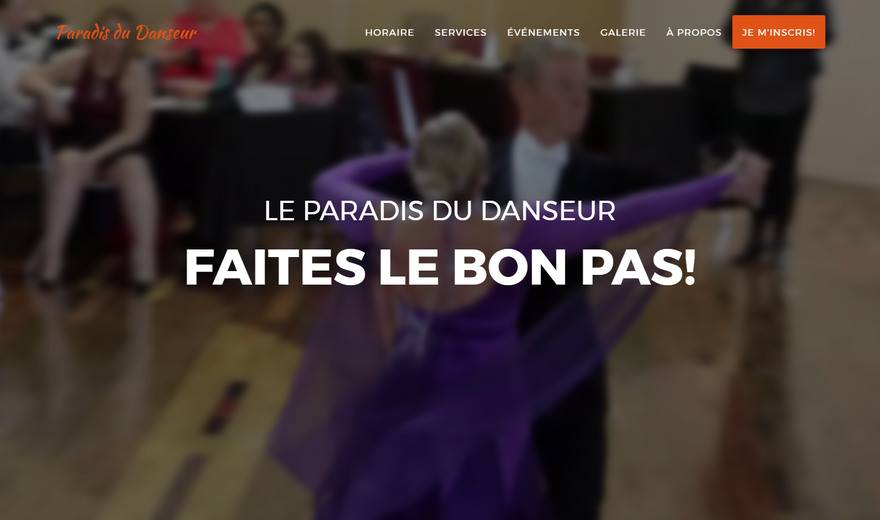 Paradis du Danseur
HORAIRE SERVICES ÉVÉNEMENTS GALERIE À PROPOS JE M'INSCRIS!
LE PARADIS DU DANSEUR
FAITES LE BON PAS!